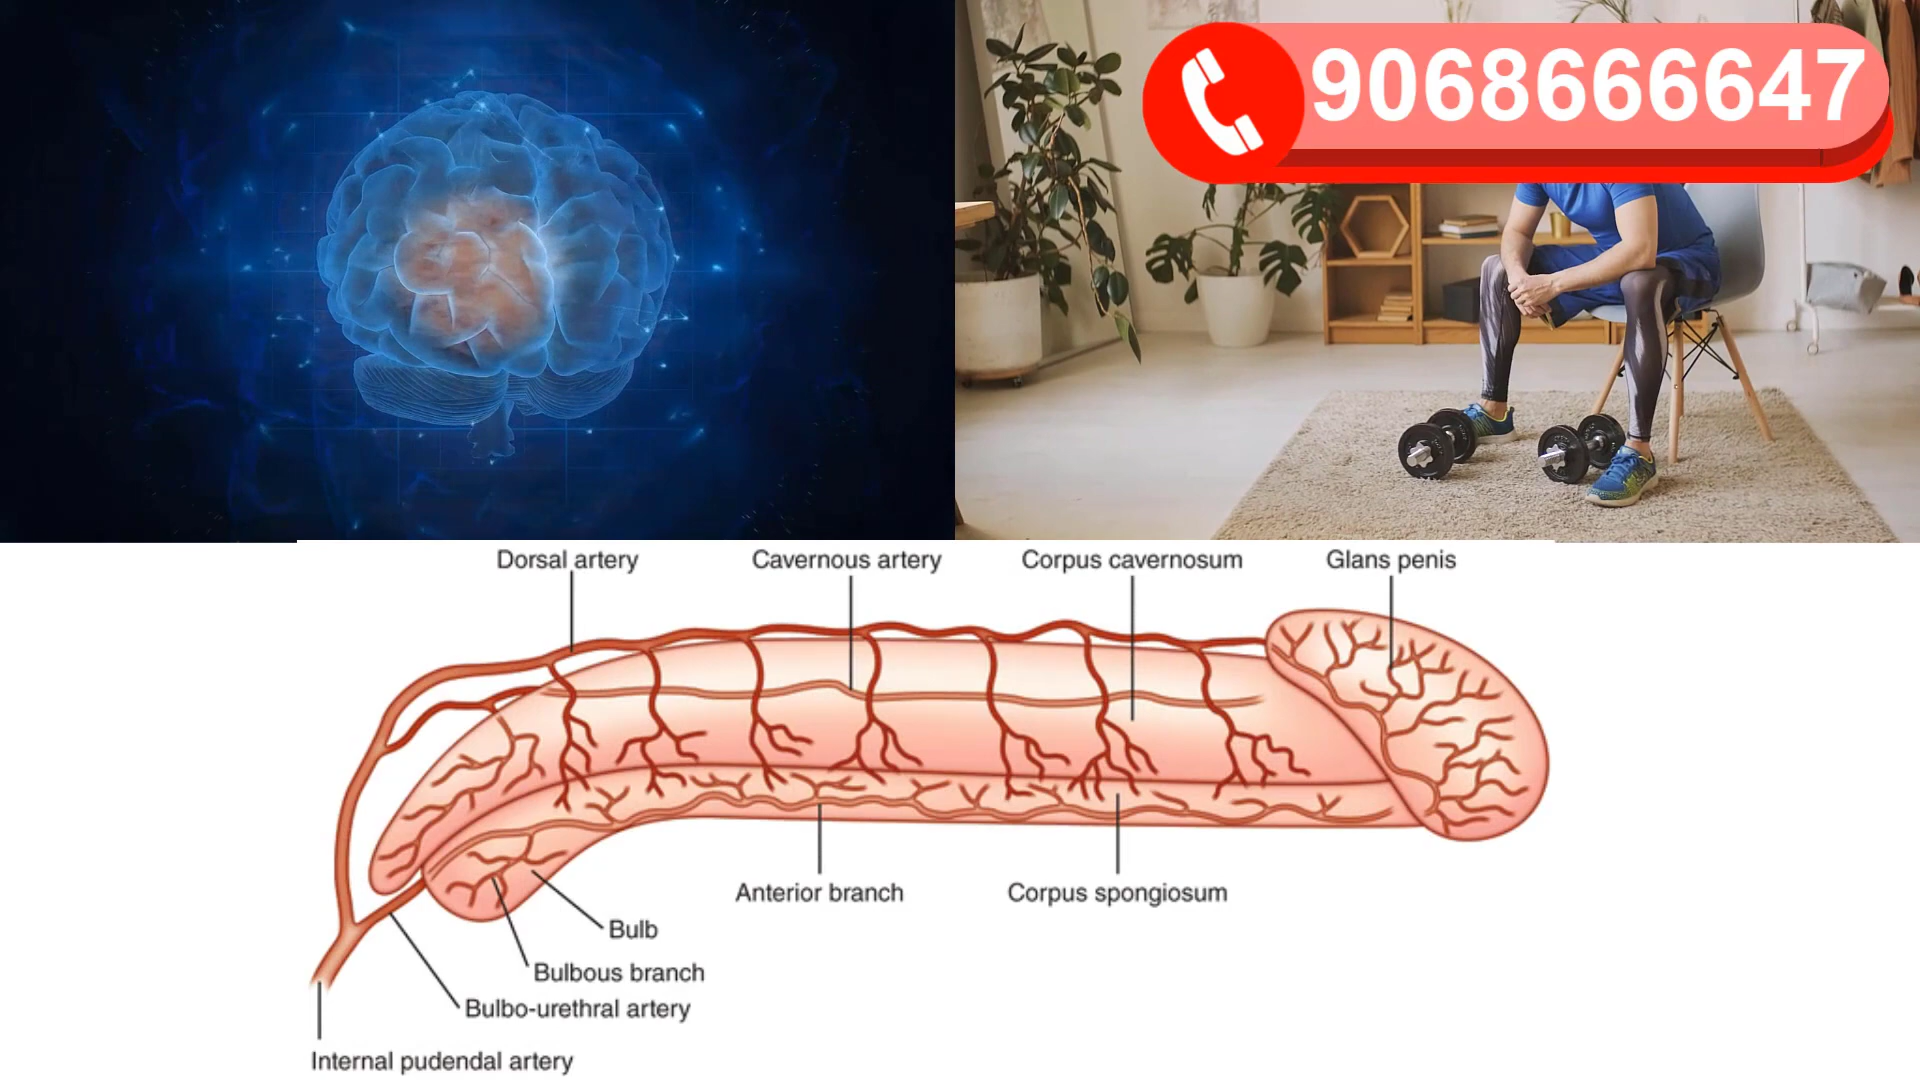 9068666647
Dorsal artery
Cavernous artery
Corpus cavernosum
Glans penis
Anterior branch
Corpus spongiosum
Bulb
Bulbous branch
Bulbo-urethral artery
Internal pudendal artery